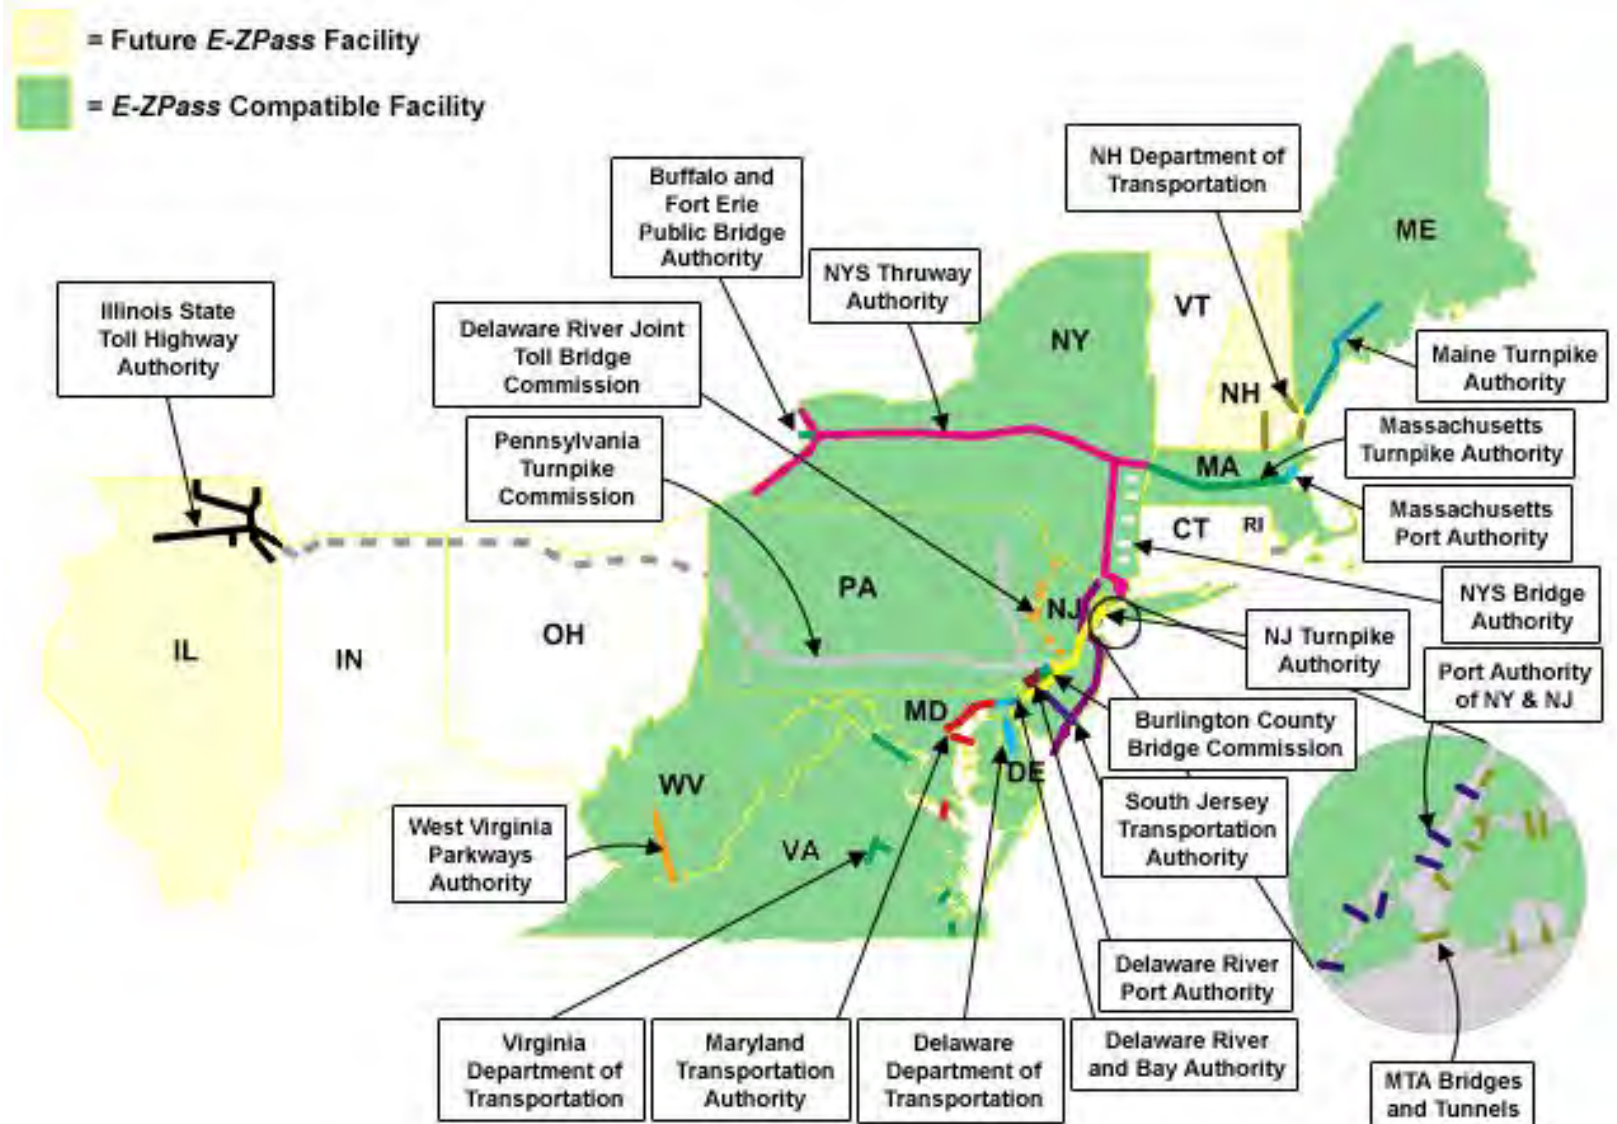 = Future E-ZPass Facility
= E-ZPass Compatible Facility
NH Department of
Transportation
Buffalo and
Fort Erie
Public Bridge
Authority
NYS Thruway
Authority
ME
Illinois State
Toll Highway
Authority
Delaware River Joint
Toll Bridge
Commission
NY
VT
NH
Maine Turnpike
Authority
Pennsylvania
Turnpike
Commission
MA
Massachusetts
Turnpike Authority
CT
RI
Massachusetts
Port Authority
PA
NJ
NYS Bridge
Authority
IL
IN
OH
NJ Turnpike
Authority
Port Authority
of NY & NJ
MD
DE
Burlington County
Bridge Commission
WV
VA
West Virginia
Parkways
Authority
South Jersey
Transportation
Authority
Delaware River
Port Authority
Virginia
Department of
Transportation
Maryland
Transportation
Authority
Delaware
Department of
Transportation
Delaware River
and Bay Authority
MTA Bridges
and Tunnels